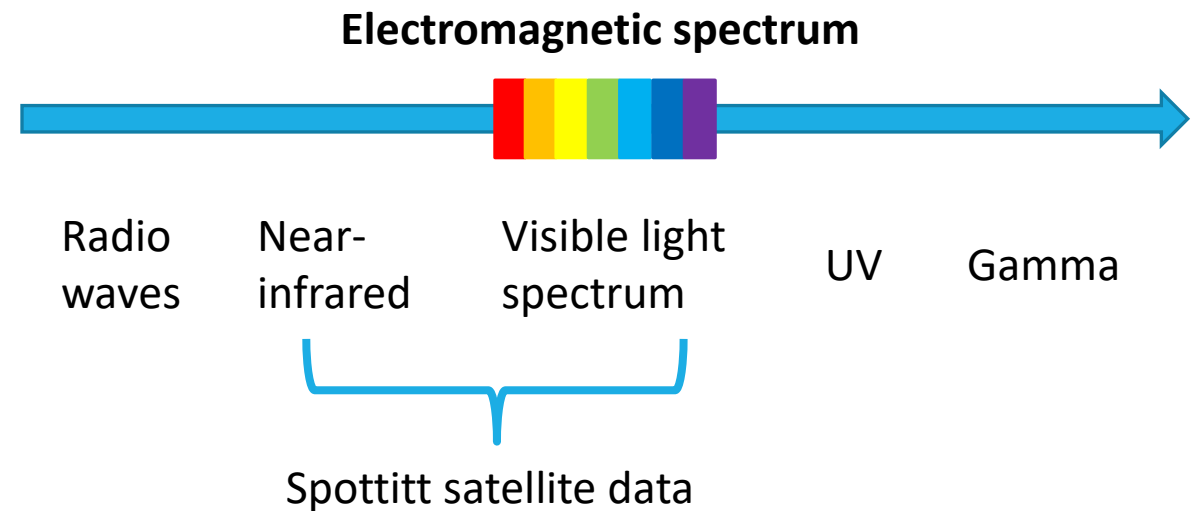 Electromagnetic spectrum
Radio
waves
Near-
infrared
Visible light
spectrum
UV
Gamma
Spottitt satellite data